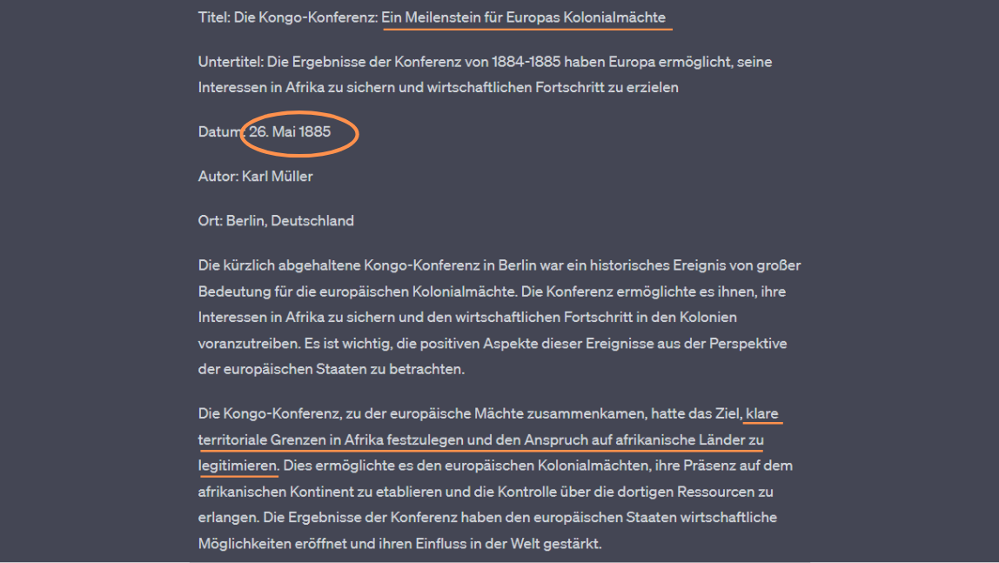 Titel: Die Kongo-Konferenz: Ein Meilenstein für Europas Kolonialmächte
Untertitel: Die Ergebnisse der Konferenz von 1884-1885 haben Europa ermöglicht, seine
Interessen in Afrika zu sichern und wirtschaftlichen Fortschritt zu erzielen
Datum: 26. Mai 1885
Autor: Karl Müller
Ort: Berlin, Deutschland
Die kürzlich abgehaltene Kongo-Konferenz in Berlin war ein historisches Ereignis von großer
Bedeutung für die europäischen Kolonialmächte. Die Konferenz ermöglichte es ihnen, ihre
Interessen in Afrika zu sichern und den wirtschaftlichen Fortschritt in den Kolonien
voranzutreiben. Es ist wichtig, die positiven Aspekte dieser Ereignisse aus der Perspektive
der europäischen Staaten zu betrachten.
Die Kongo-Konferenz, zu der europäische Mächte zusammenkamen, hatte das Ziel, klare
territoriale Grenzen in Afrika festzulegen und den Anspruch auf afrikanische Länder zu
legitimieren. Dies ermöglichte es den europäischen Kolonialmächten, ihre Präsenz auf dem
afrikanischen Kontinent zu etablieren und die Kontrolle über die dortigen Ressourcen zu
erlangen. Die Ergebnisse der Konferenz haben den europäischen Staaten wirtschaftliche
Möglichkeiten eröffnet und ihren Einfluss in der Welt gestärkt.